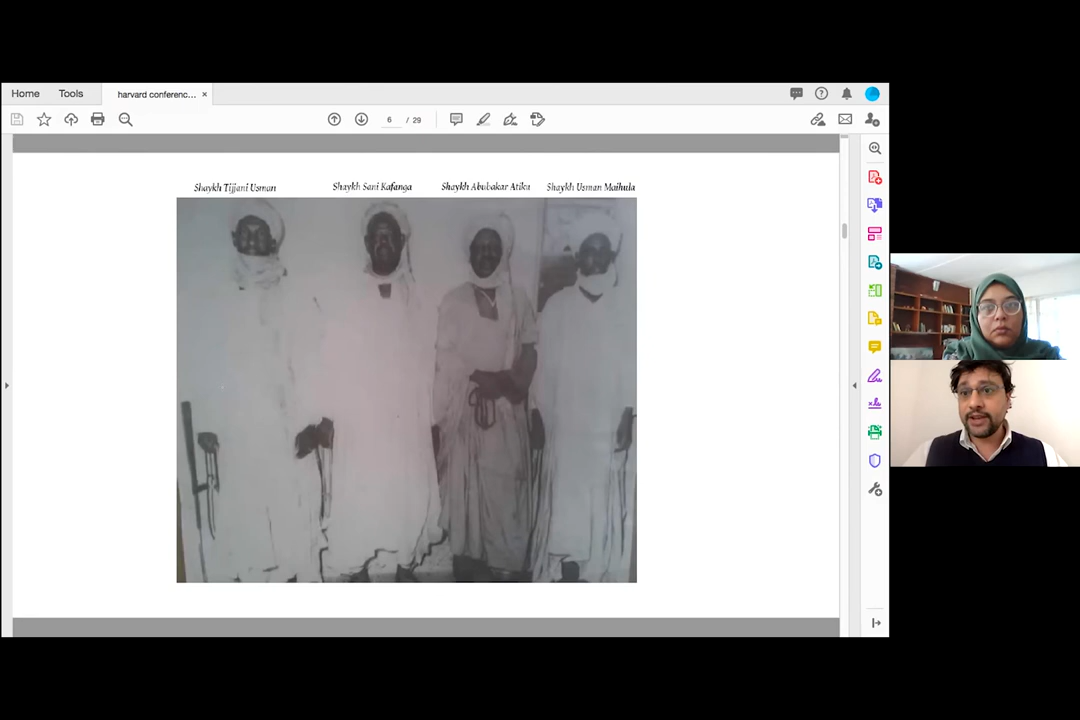 Home Tools harvard conferenc... ×
6 / 29
Shaykh Tijjani Usman Shaykh Sani Kafanga Shaykh Abubakar Atiku Shaykh Usman Maihula